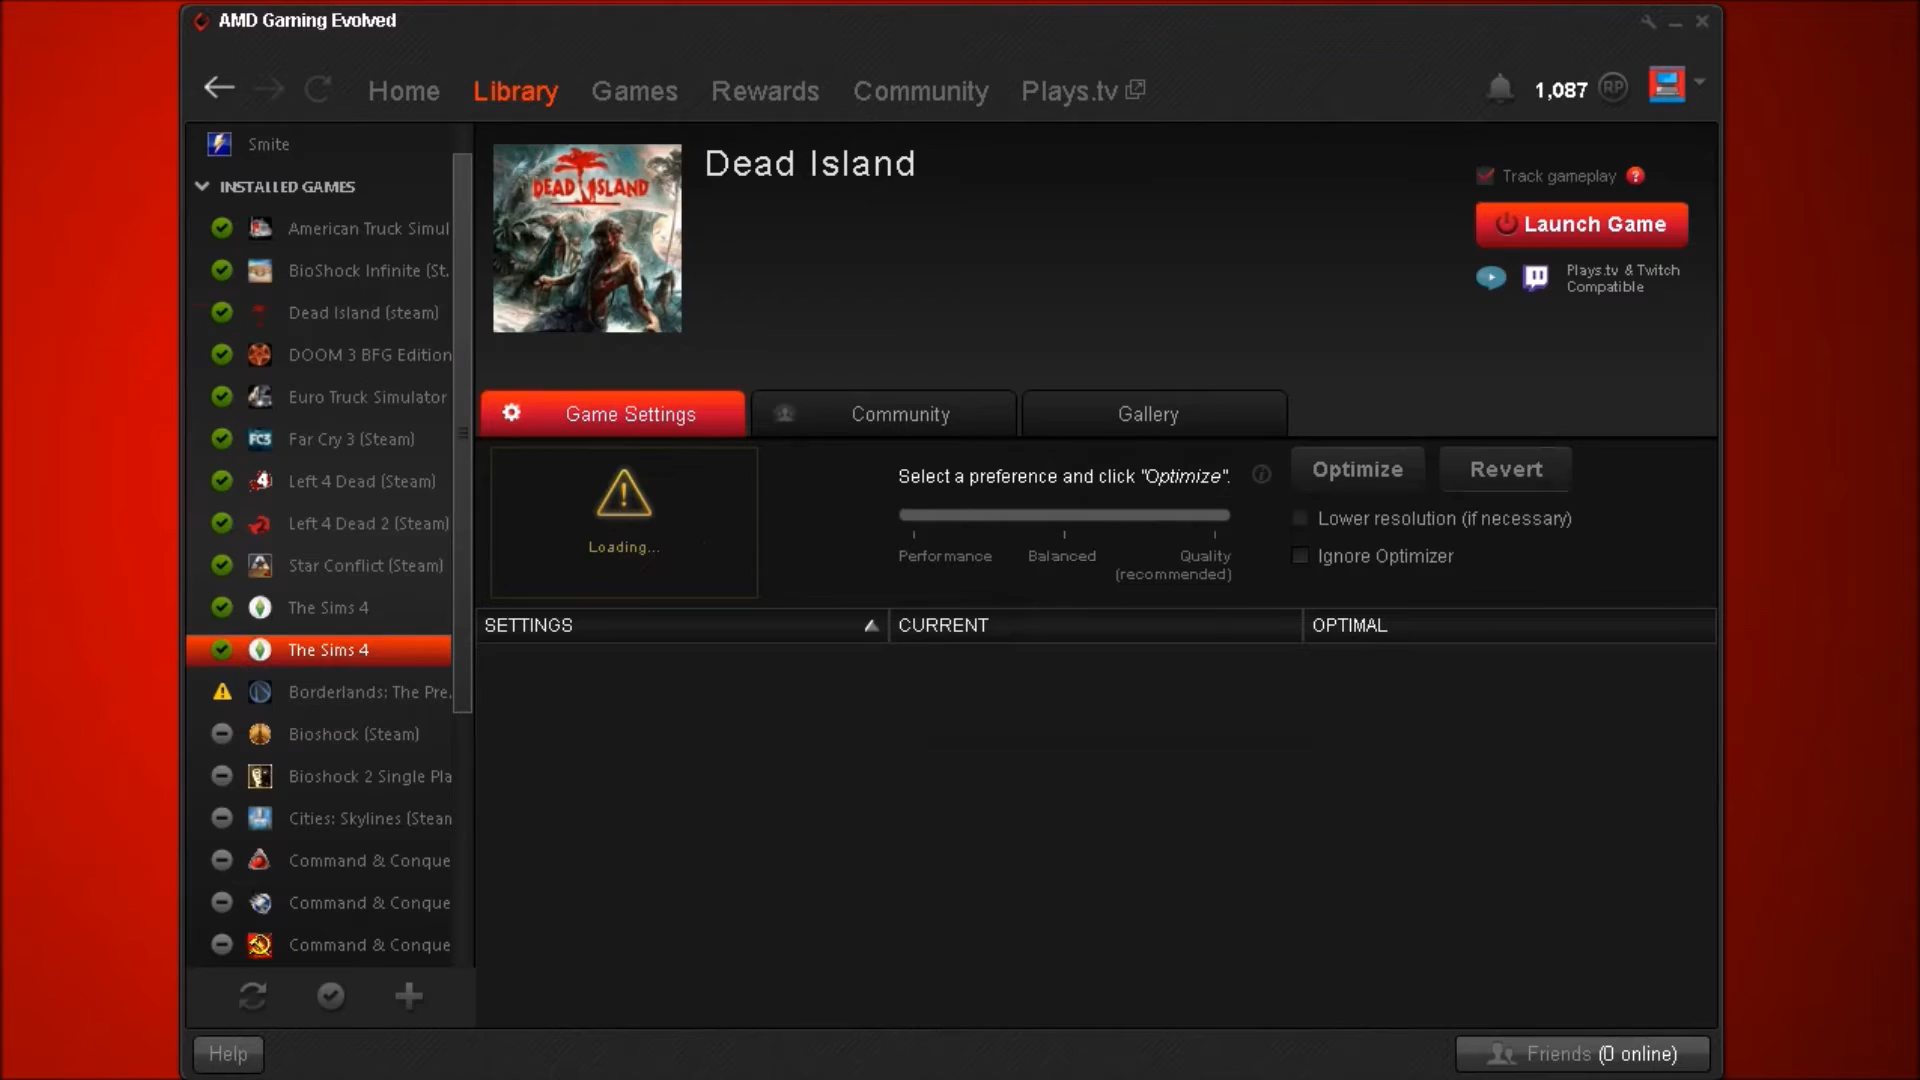 AMD Gaming Evolved
Home Library Games Rewards Community Plays.tv
1,087 RP
Smite
INSTALLED GAMES
American Truck Simul
BioShock Infinite (St.
Dead Island (steam)
DOOM 3 BFG Edition
Euro Truck Simulator
FC3 Far Cry 3 (Steam)
4 Left 4 Dead (Steam)
Left 4 Dead 2 (Steam)
Star Conflict (Steam)
The Sims 4
The Sims 4
Borderlands: The Pre.
Bioshock (Steam)
Bioshock 2 Single Pla
Cities: Skylines (Stean
Command & Conque
Command & Conque
Command & Conque
DEAD ISLAND
Dead Island
Track gameplay ?
Launch Game
Plays.tv & Twitch
Compatible
Game Settings Community Gallery
Loading...
Select a preference and click "Optimize".
Performance Balanced Quality
(recommended)
Optimize Revert
Lower resolution (if necessary)
Ignore Optimizer
SETTINGS CURRENT OPTIMAL
Help
Friends (0 online)